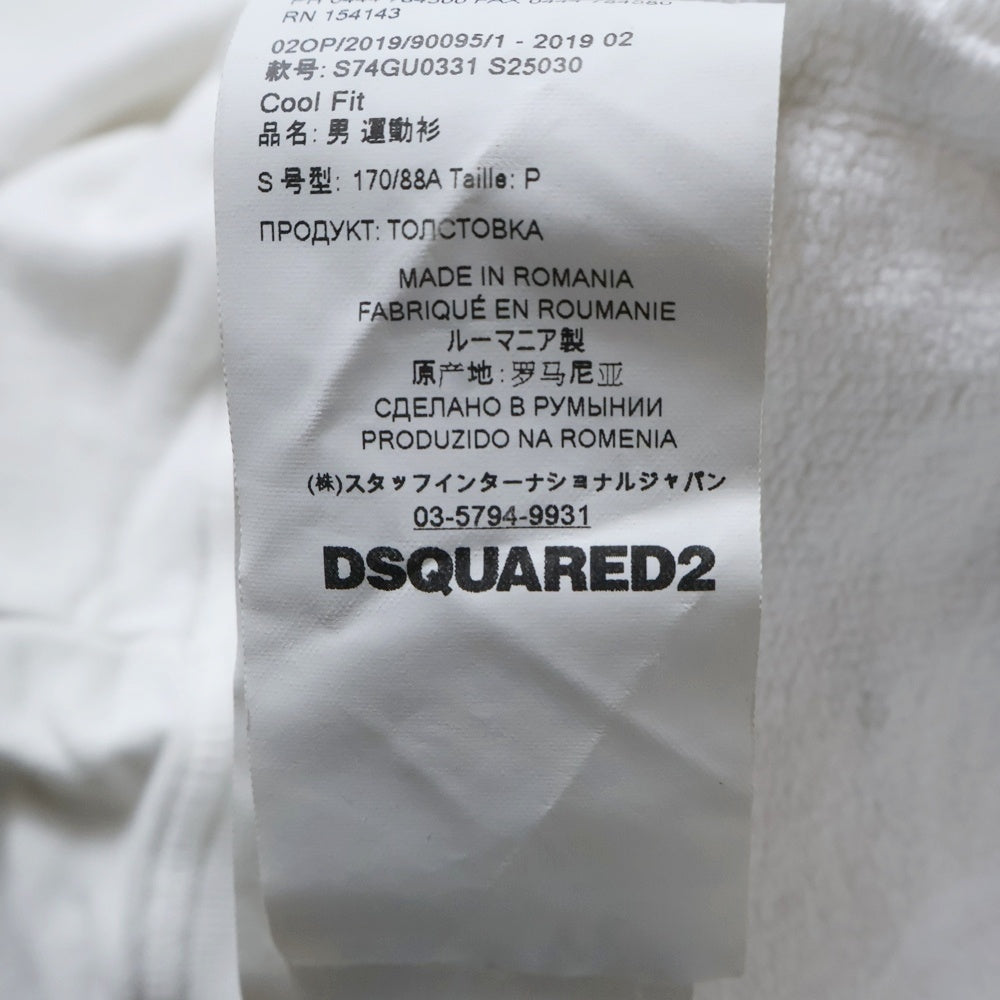 RN 154143
02OP/2019/90095/1 - 2019 02
款号: S74GU0331 S25030
Cool Fit
品名: 男 運動衫
S 号型: 170/88A Taille: P
ПРОДУКТ: ТОЛСТОВКА
MADE IN ROMANIA
FABRIQUÉ EN ROUMANIE
ルーマニア製
原产地: 罗马尼亚
СДЕЛАНО В РУМЫНИИ
PRODUZIDO NA ROMENIA
(株)スタッフインターナショナルジャパン
03-5794-9931
DSQUARED2